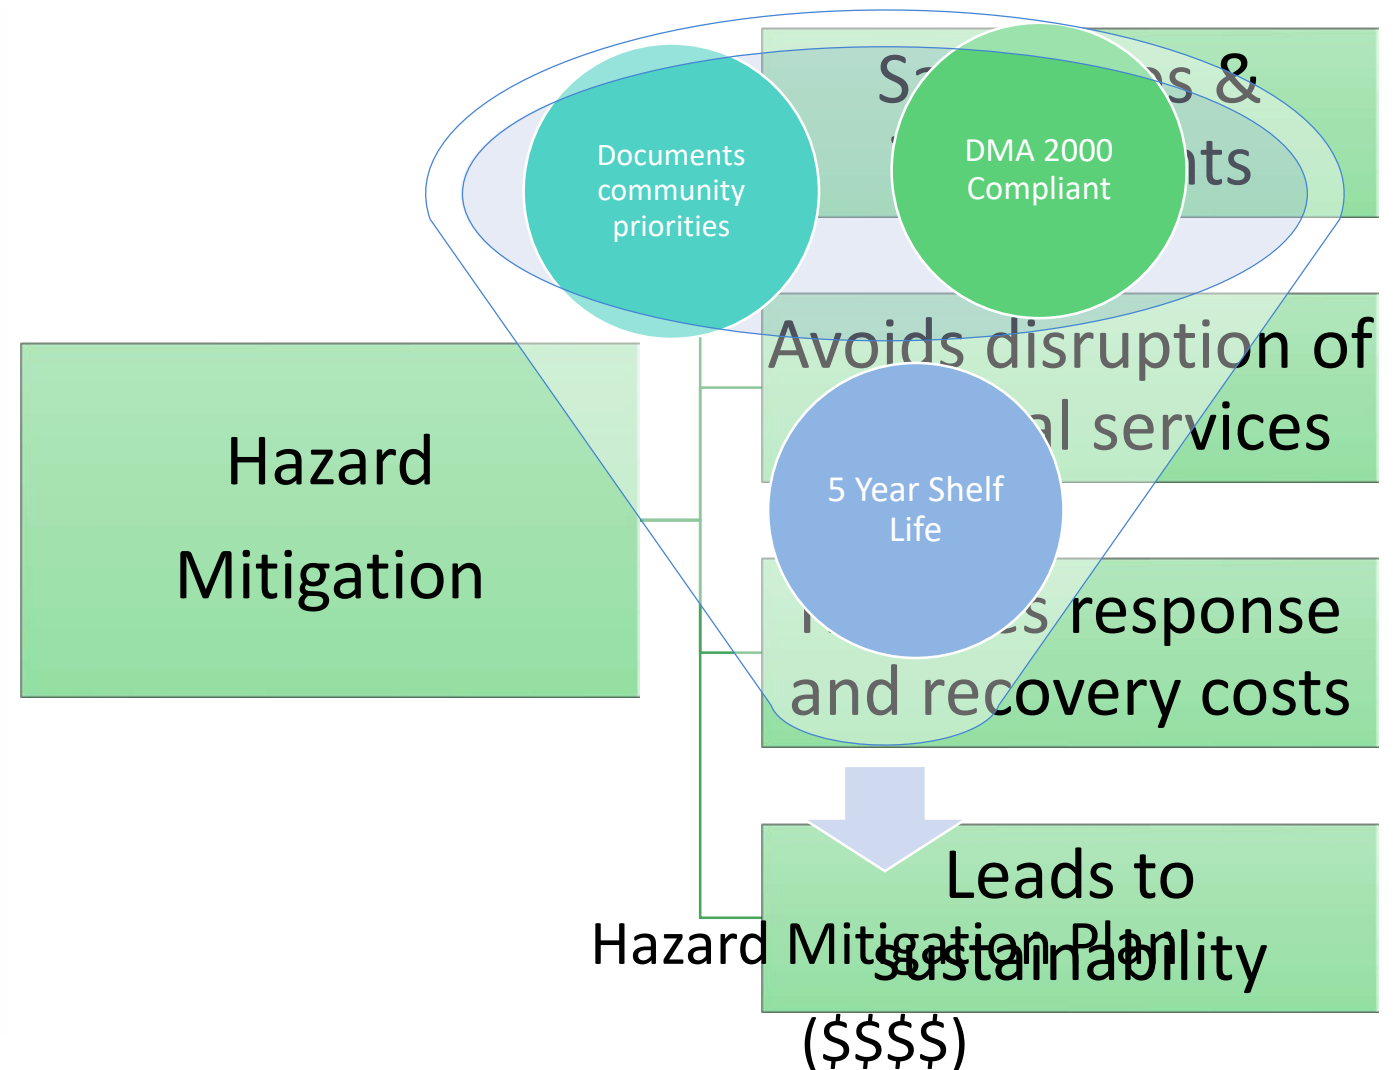 Documents
community
priorities
DMA 2000
Compliant
5 Year Shelf
Life
Hazard
Mitigation
&
Avoids disruption of
services
response
and recovery costs
Leads to
sustainability
Hazard Mitigation Plan
($$$$)